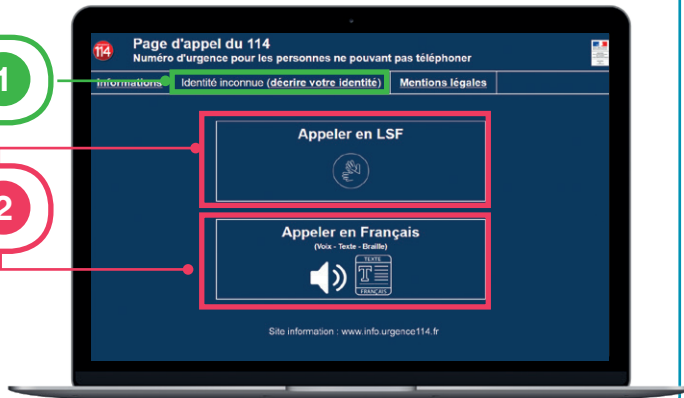 114
Page d'appel du 114
Numéro d'urgence pour les personnes ne pouvant pas téléphoner
1
Informations Identité inconnue (décrire votre identité) Mentions légales
Appeler en LSF
2
Appeler en Français
(Voix - Texte - Braille)
TEXTE
T
FRANÇAIS
Site information : www.info.urgence114.fr